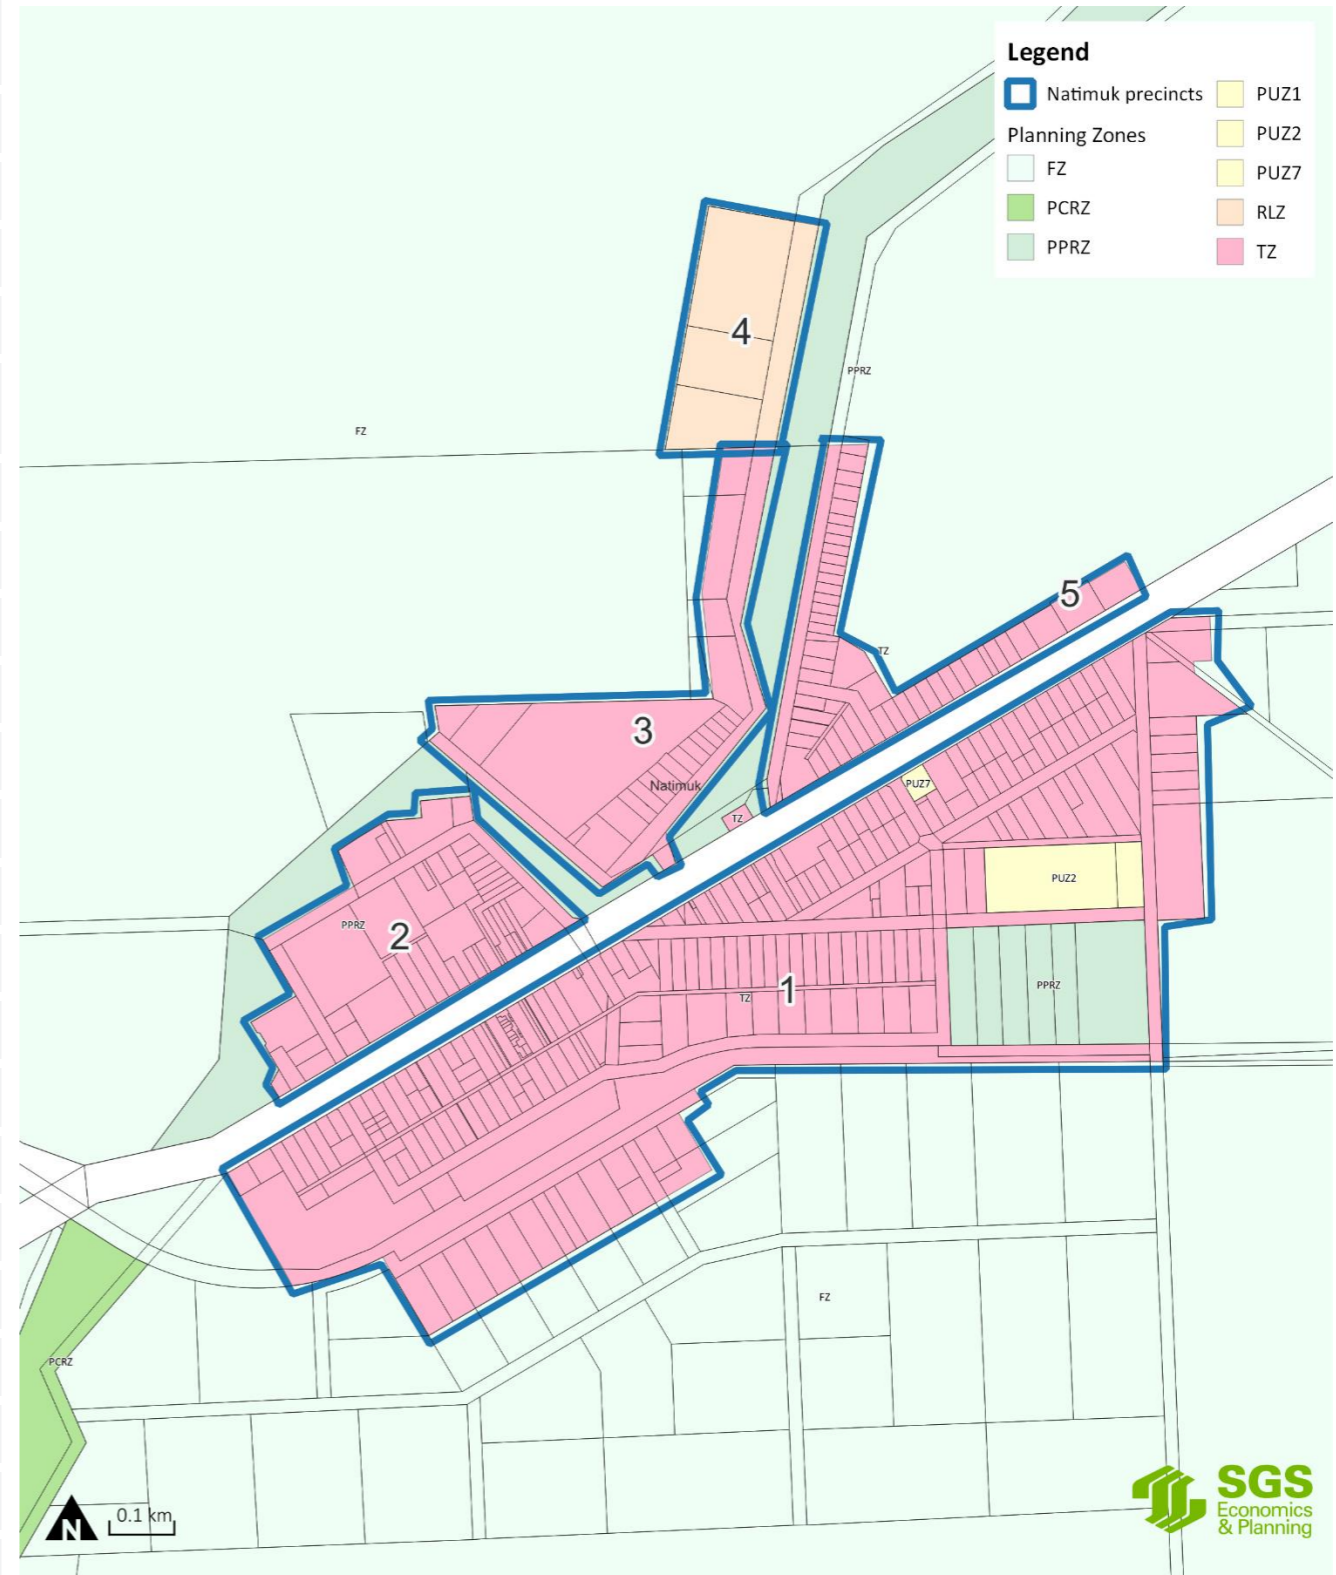 Legend
Natimuk precincts
Planning Zones
FZ
PCRZ
PPRZ
PUZ1
PUZ2
PUZ7
RLZ
TZ
4
PPRZ
FZ
5
TZ
3
Natimuk
PUZ7
TZ
PUZ2
PPRZ
2
1
TZ
PPRZ
FZ
PCRZ
N
0.1 km
SGS
Economics
& Planning